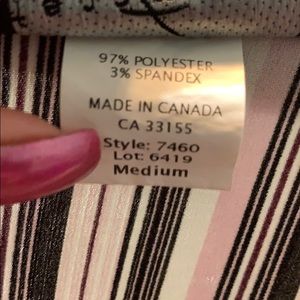 97% POLYESTER
3% SPANDEX
MADE IN CANADA
CA 33155
Style: 7460
Lot: 6419
Medium